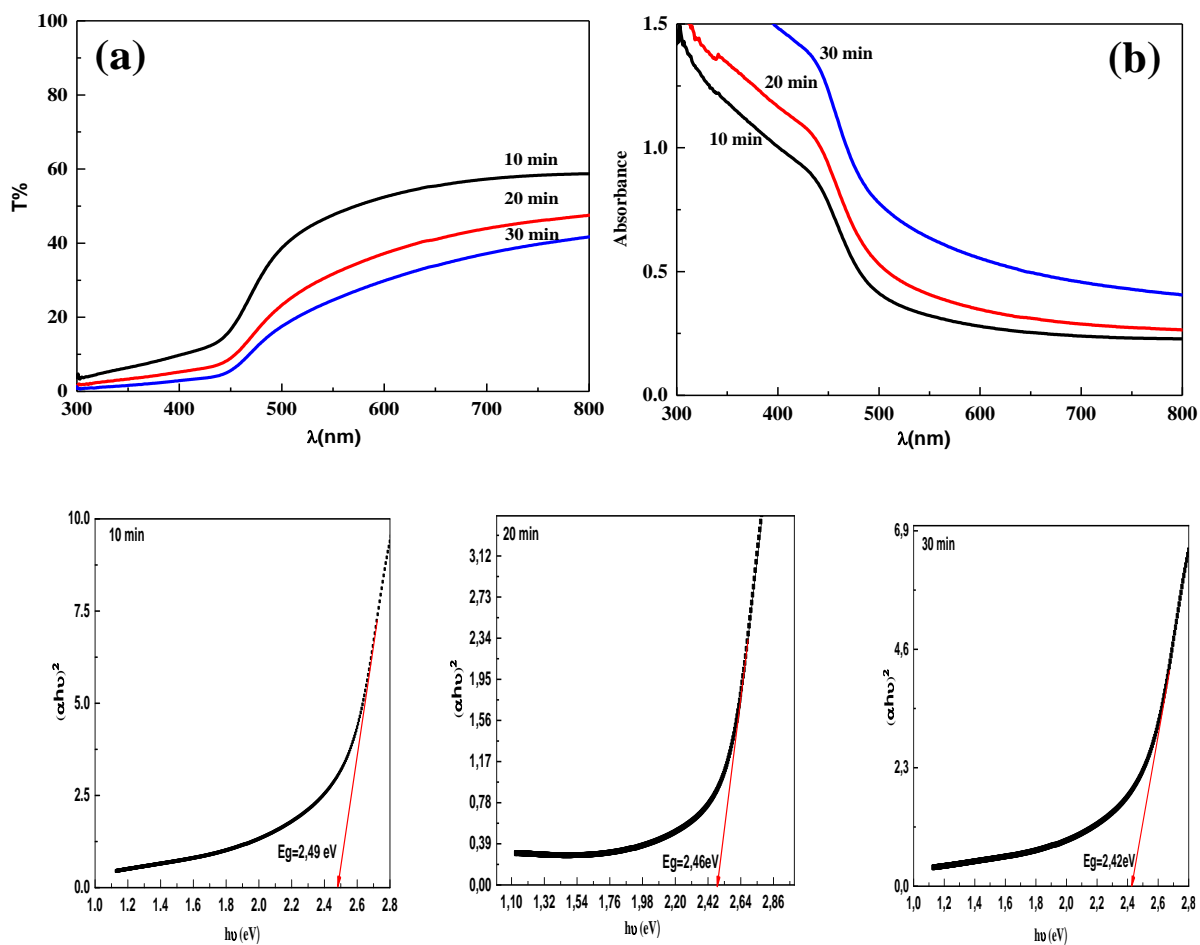 (a)
100
80
60
40
20
0
T%
10 min
20 min
30 min
300 400 500 600 700 800
λ(nm)
(b)
1.5
1.0
0.5
0.0
Absorbance
30 min
20 min
10 min
300 400 500 600 700 800
λ(nm)
10 min
10.0
7.5
5.0
2.5
0.0
(αhυ)²
Eg=2,49 eV
1.0 1.2 1.4 1.6 1.8 2.0 2.2 2.4 2.6 2.8
hυ (eV)
20 min
3,12
2,73
2,34
1,95
1,56
1,17
0,78
0,39
0,00
(αhυ)²
Eg=2,46eV
1,10 1,32 1,54 1,76 1,98 2,20 2,42 2,64 2,86
hυ (eV)
30 min
6,9
4,6
2,3
0,0
(αhυ)²
Eg=2,42eV
1,0 1,2 1,4 1,6 1,8 2,0 2,2 2,4 2,6 2,8
hυ (eV)